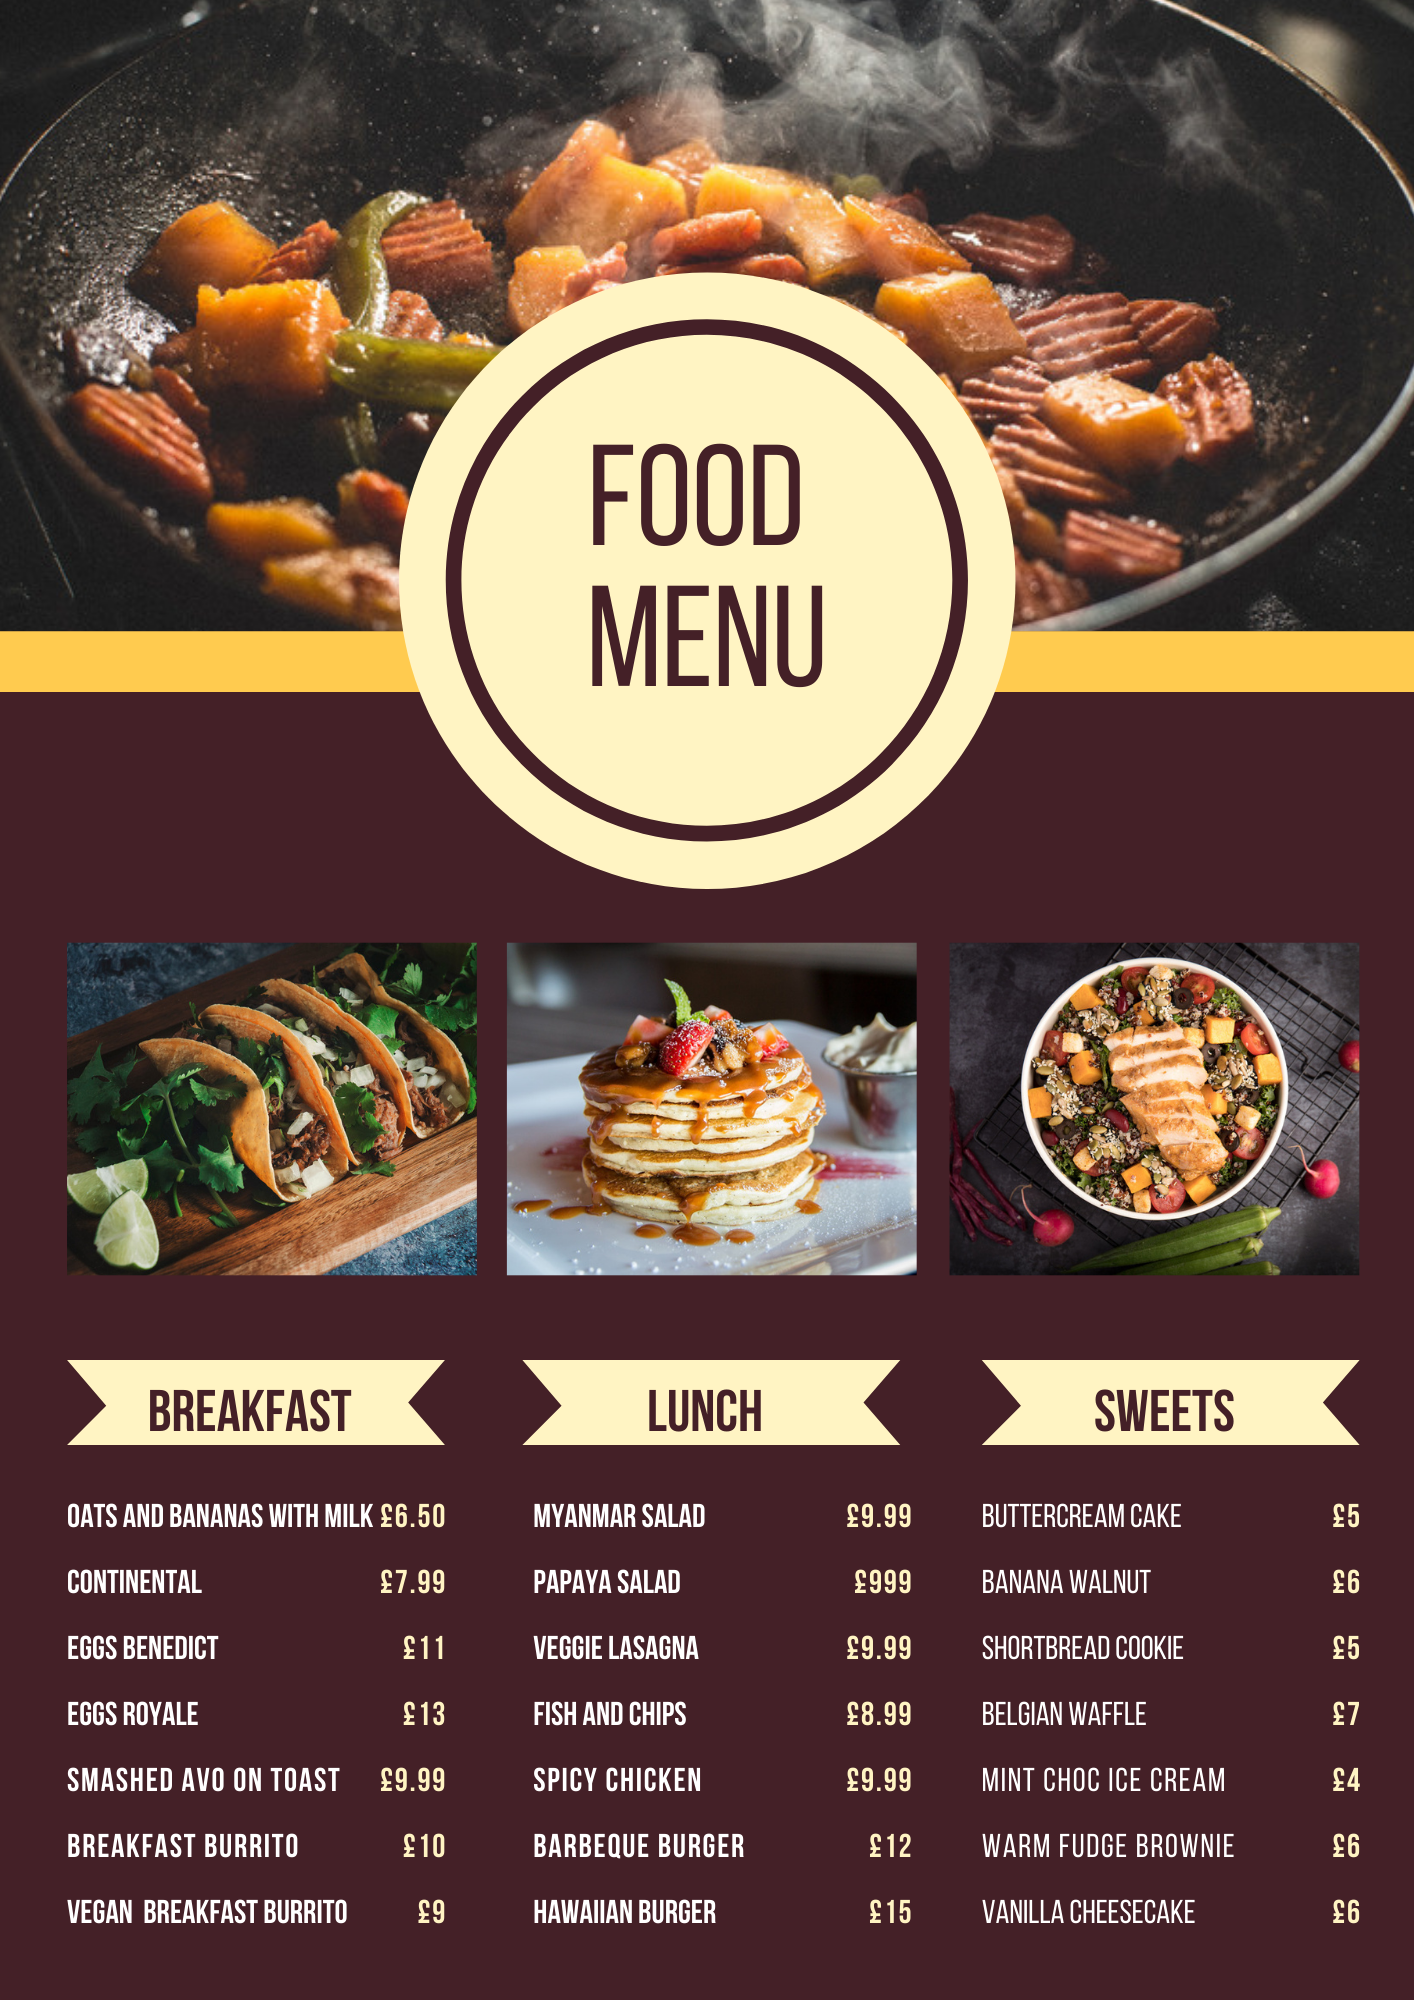 FOOD
MENU
BREAKFAST
OATS AND BANANAS WITH MILK £6.50
CONTINENTAL £7.99
EGGS BENEDICT £11
EGGS ROYALE £13
SMASHED AVO ON TOAST £9.99
BREAKFAST BURRITO £10
VEGAN BREAKFAST BURRITO £9
LUNCH
MYANMAR SALAD £9.99
PAPAYA SALAD £999
VEGGIE LASAGNA £9.99
FISH AND CHIPS £8.99
SPICY CHICKEN £9.99
BARBEQUE BURGER £12
HAWAIIAN BURGER £15
SWEETS
BUTTERCREAM CAKE £5
BANANA WALNUT £6
SHORTBREAD COOKIE £5
BELGIAN WAFFLE £7
MINT CHOC ICE CREAM £4
WARM FUDGE BROWNIE £6
VANILLA CHEESECAKE £6